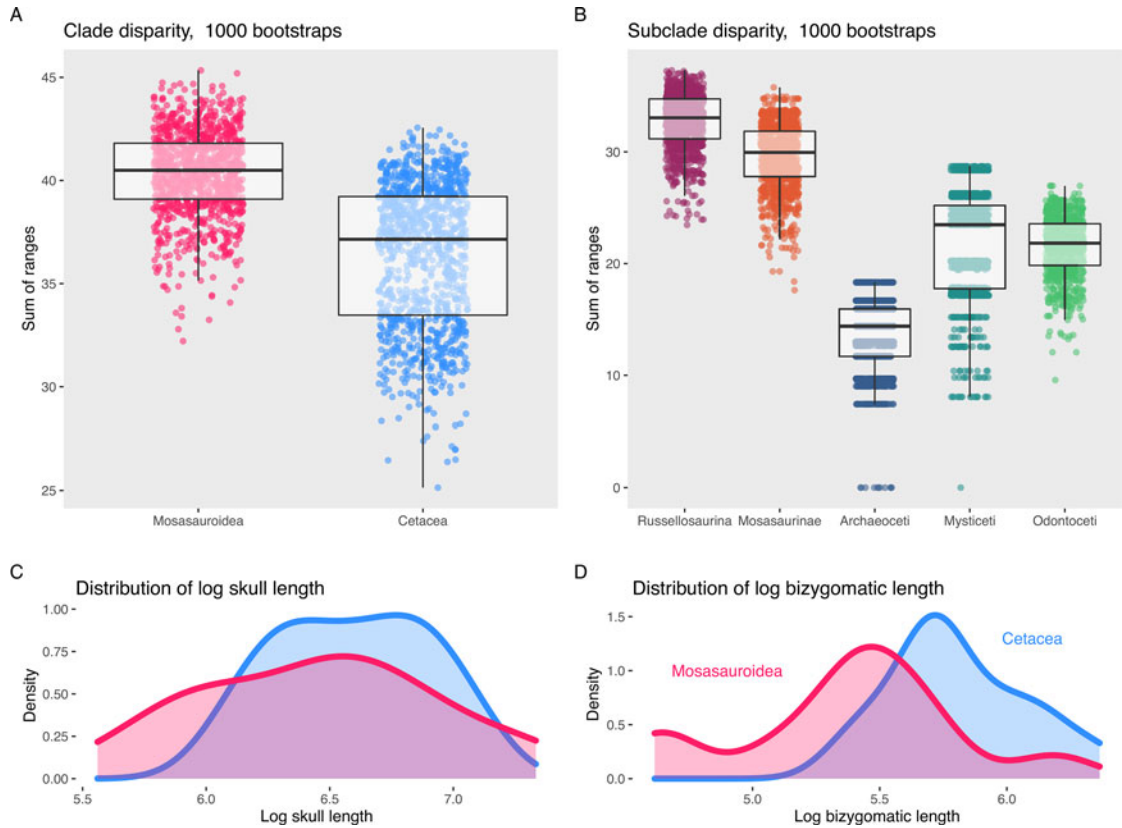 A
Clade disparity,  1000 bootstraps
Sum of ranges
45
40
35
30
25
Mosasauroidea
Cetacea
B
Subclade disparity,  1000 bootstraps
Sum of ranges
30
20
10
0
Russellosaurina
Mosasaurinae
Archaeoceti
Mysticeti
Odontoceti
C
Distribution of log skull length
Density
1.00
0.75
0.50
0.25
0.00
5.5
6.0
6.5
7.0
Log skull length
D
Distribution of log bizygomatic length
Density
1.5
1.0
0.5
0.0
Mosasauroidea
Cetacea
5.0
5.5
6.0
Log bizygomatic length